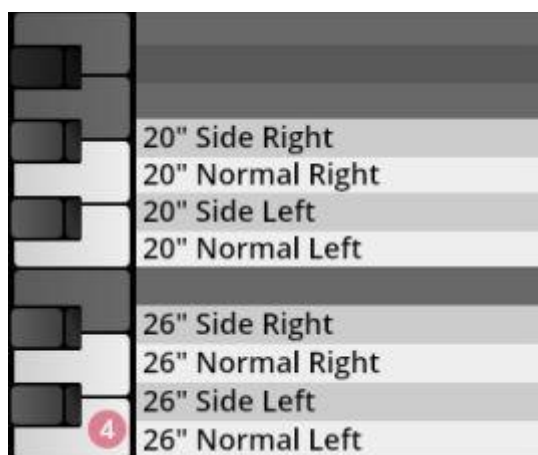 20" Side Right
20" Normal Right
20" Side Left
20" Normal Left
26" Side Right
26" Normal Right
26" Side Left
4
26" Normal Left